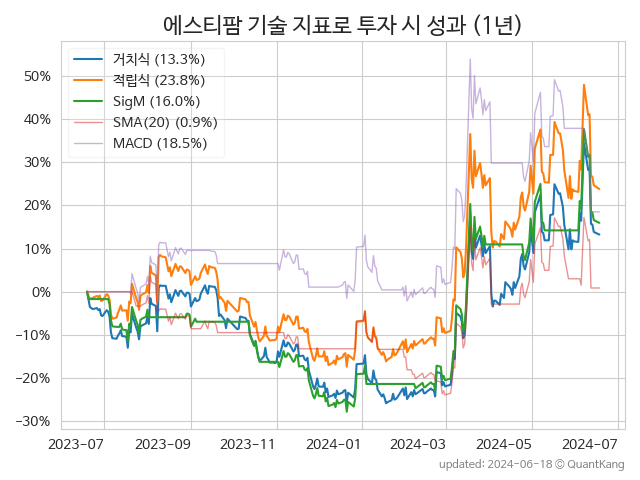 에스티팜 기술 지표로 투자 시 성과 (1년)
거치식 (13.3%)
적립식 (23.8%)
SigM (16.0%)
SMA(20) (0.9%)
MACD (18.5%)
50%
40%
30%
20%
10%
0%
−10%
−20%
−30%
2023-07
2023-09
2023-11
2024-01
2024-03
2024-05
2024-07
updated: 2024-06-18 © QuantKang